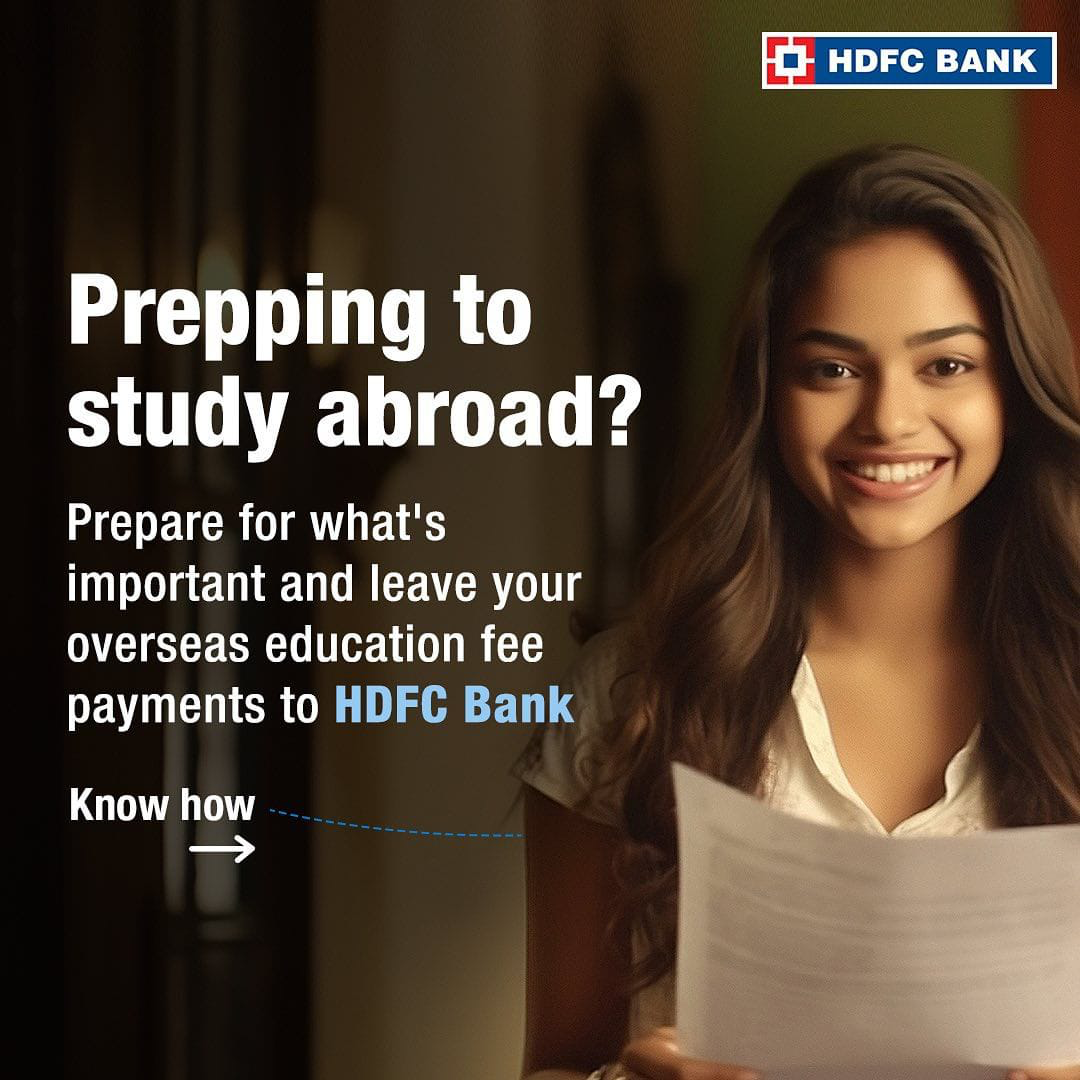 HDFC BANK
Prepping to
study abroad?
Prepare for what's
important and leave your
overseas education fee
payments to HDFC Bank
Know how